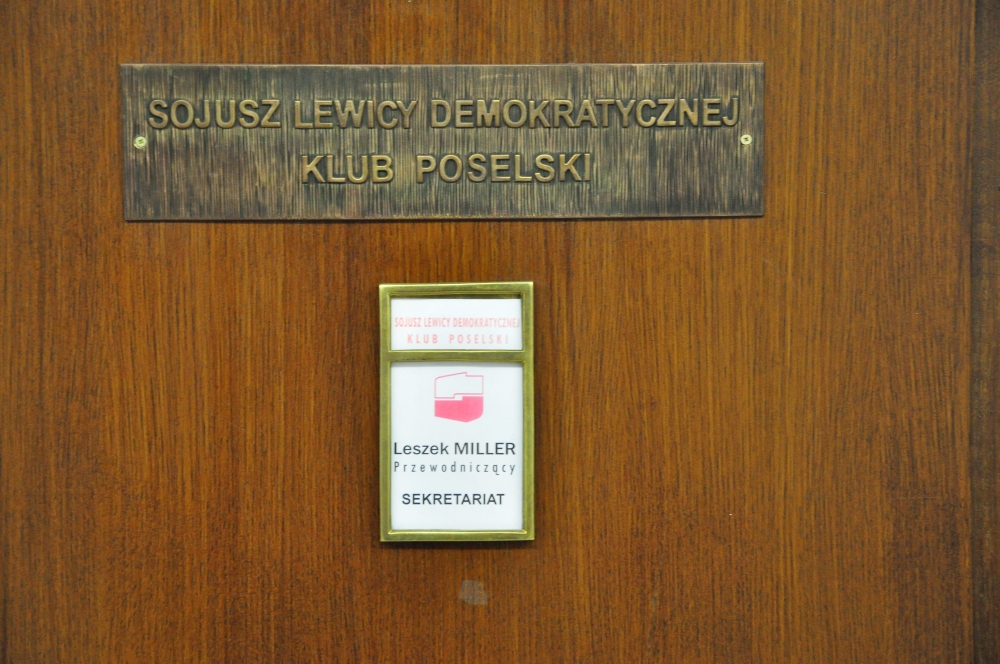 SOJUSZ LEWICY DEMOKRATYCZNEJ
KLUB POSELSKI
SOJUSZ LEWICY DEMOKRATYCZNEJ
KLUB POSELSKI
Leszek MILLER
Przewodniczący
SEKRETARIAT